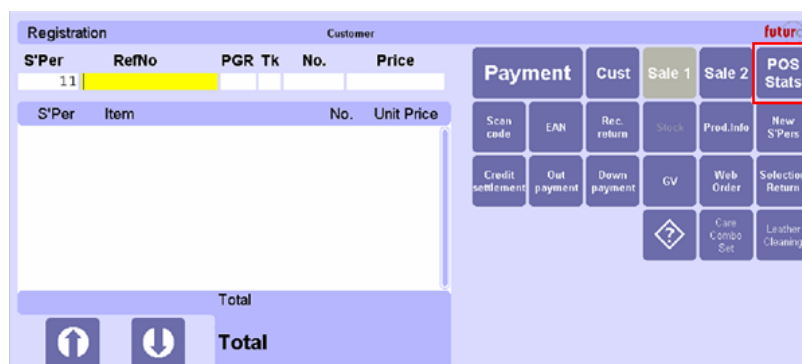 Registration Customer futura
S'Per RefNo PGR Tk No. Price
11
S'Per Item No. Unit Price
Total
Total
Payment Cust Sale 1 Sale 2 POS Stats
Scan code EAN Rec. return Stock Prod.Info New S'Pers
Credit settlement Out payment Down payment GV Web Order Selection Return
? Care Combo Set Leather Cleaning